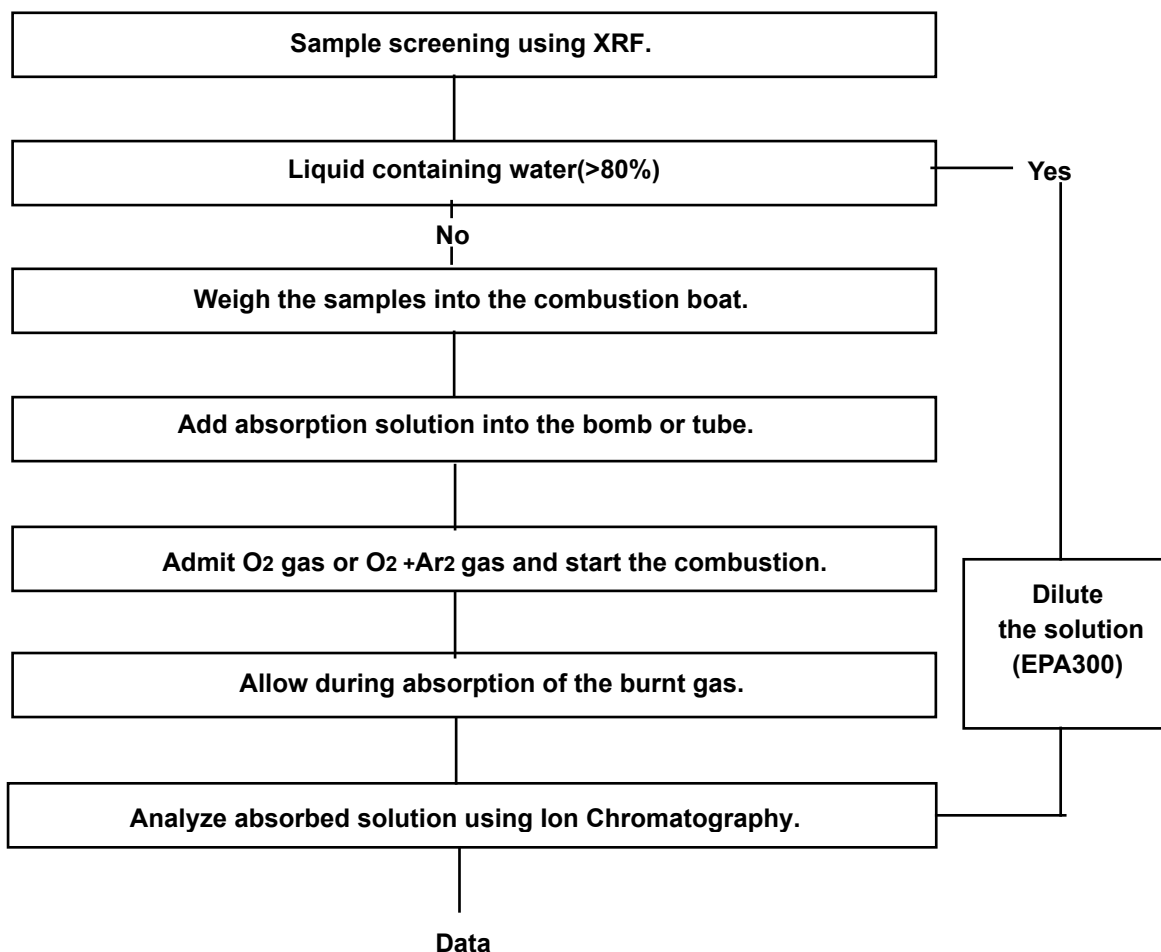 Sample screening using XRF.
Liquid containing water(>80%)
Yes
No
Weigh the samples into the combustion boat.
Add absorption solution into the bomb or tube.
Admit O2 gas or O2 +Ar2 gas and start the combustion.
Dilute
the solution
(EPA300)
Allow during absorption of the burnt gas.
Analyze absorbed solution using Ion Chromatography.
Data